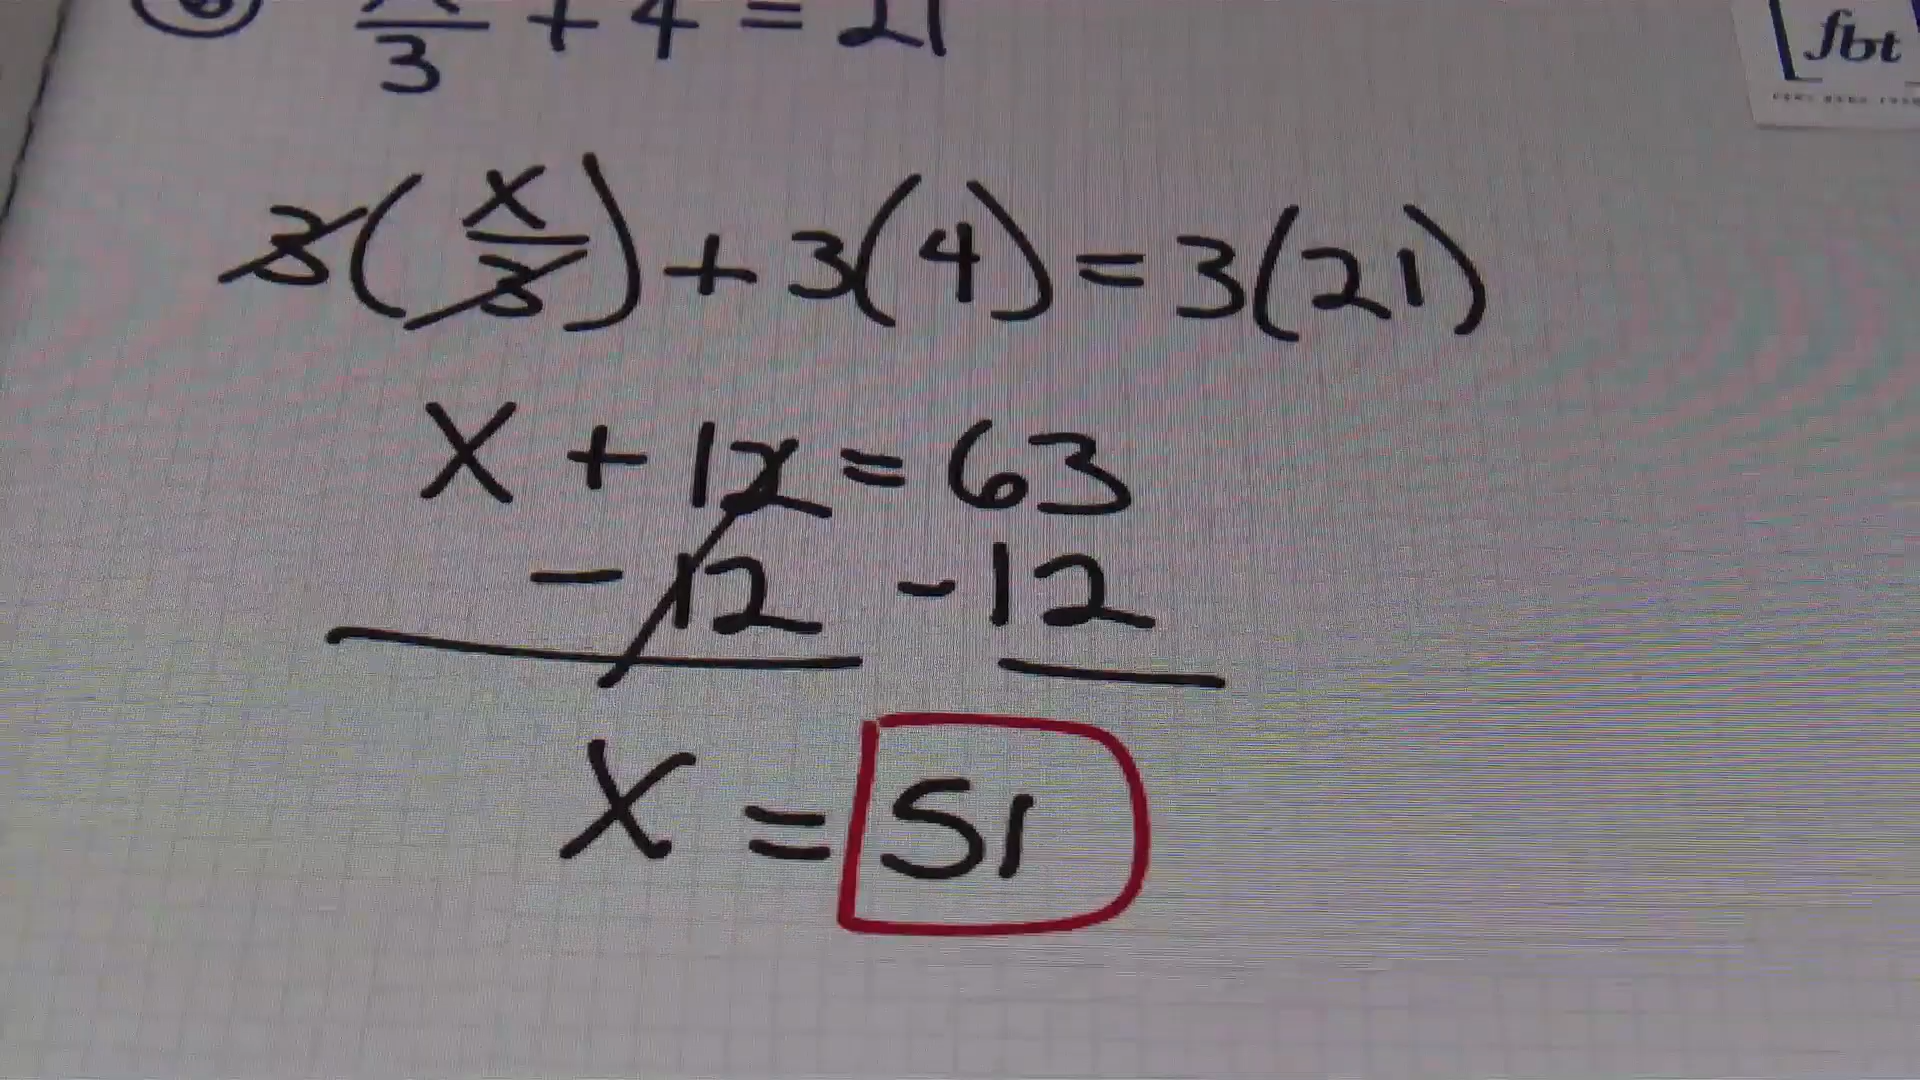 x/3 + 4 = 21
fbt
3(x/3) + 3(4) = 3(21)
X + 12 = 63
- 12 - 12
X = 51